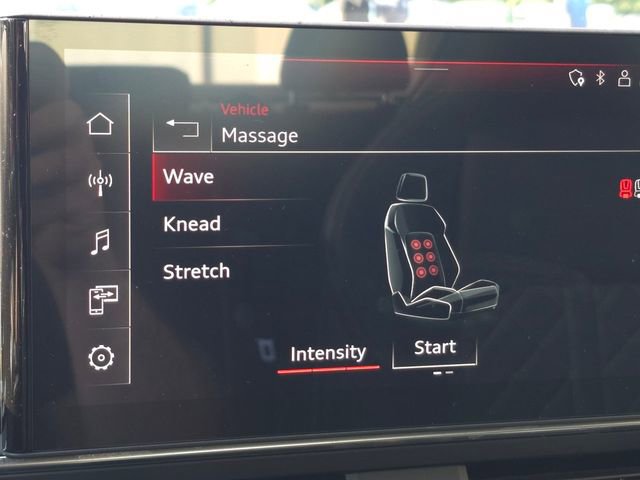 Vehicle
Massage
Wave
Knead
Stretch
Intensity
Start